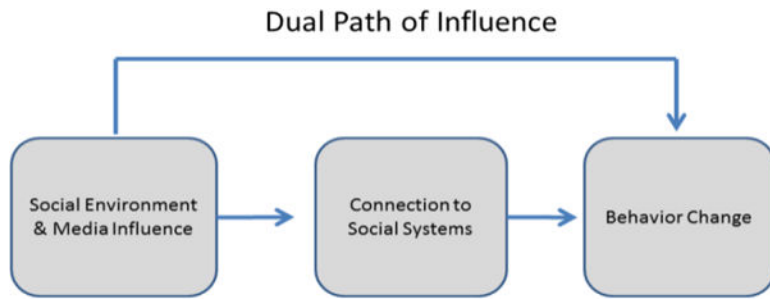 Dual Path of Influence
Social Environment
& Media Influence
Connection to
Social Systems
Behavior Change